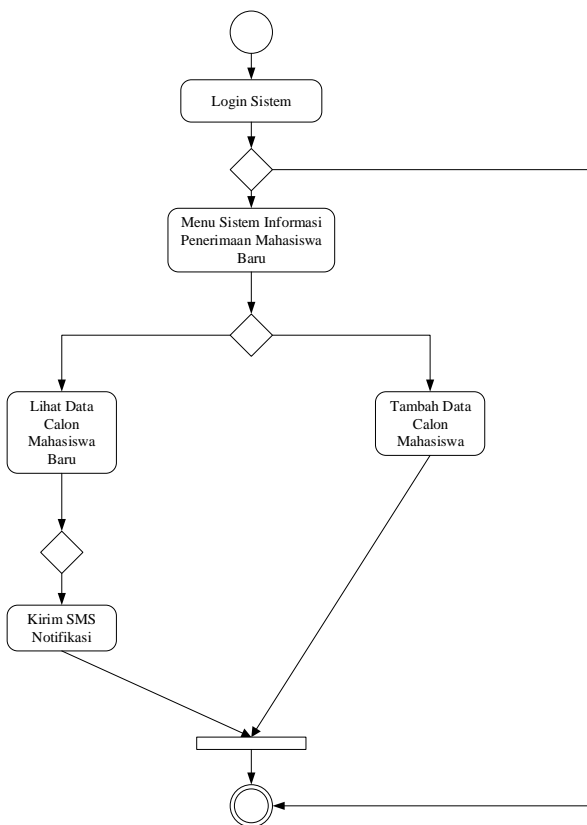 Login Sistem
Menu Sistem Informasi
Penerimaan Mahasiswa
Baru
Lihat Data
Calon
Mahasiswa
Baru
Tambah Data
Calon
Mahasiswa
Kirim SMS
Notifikasi